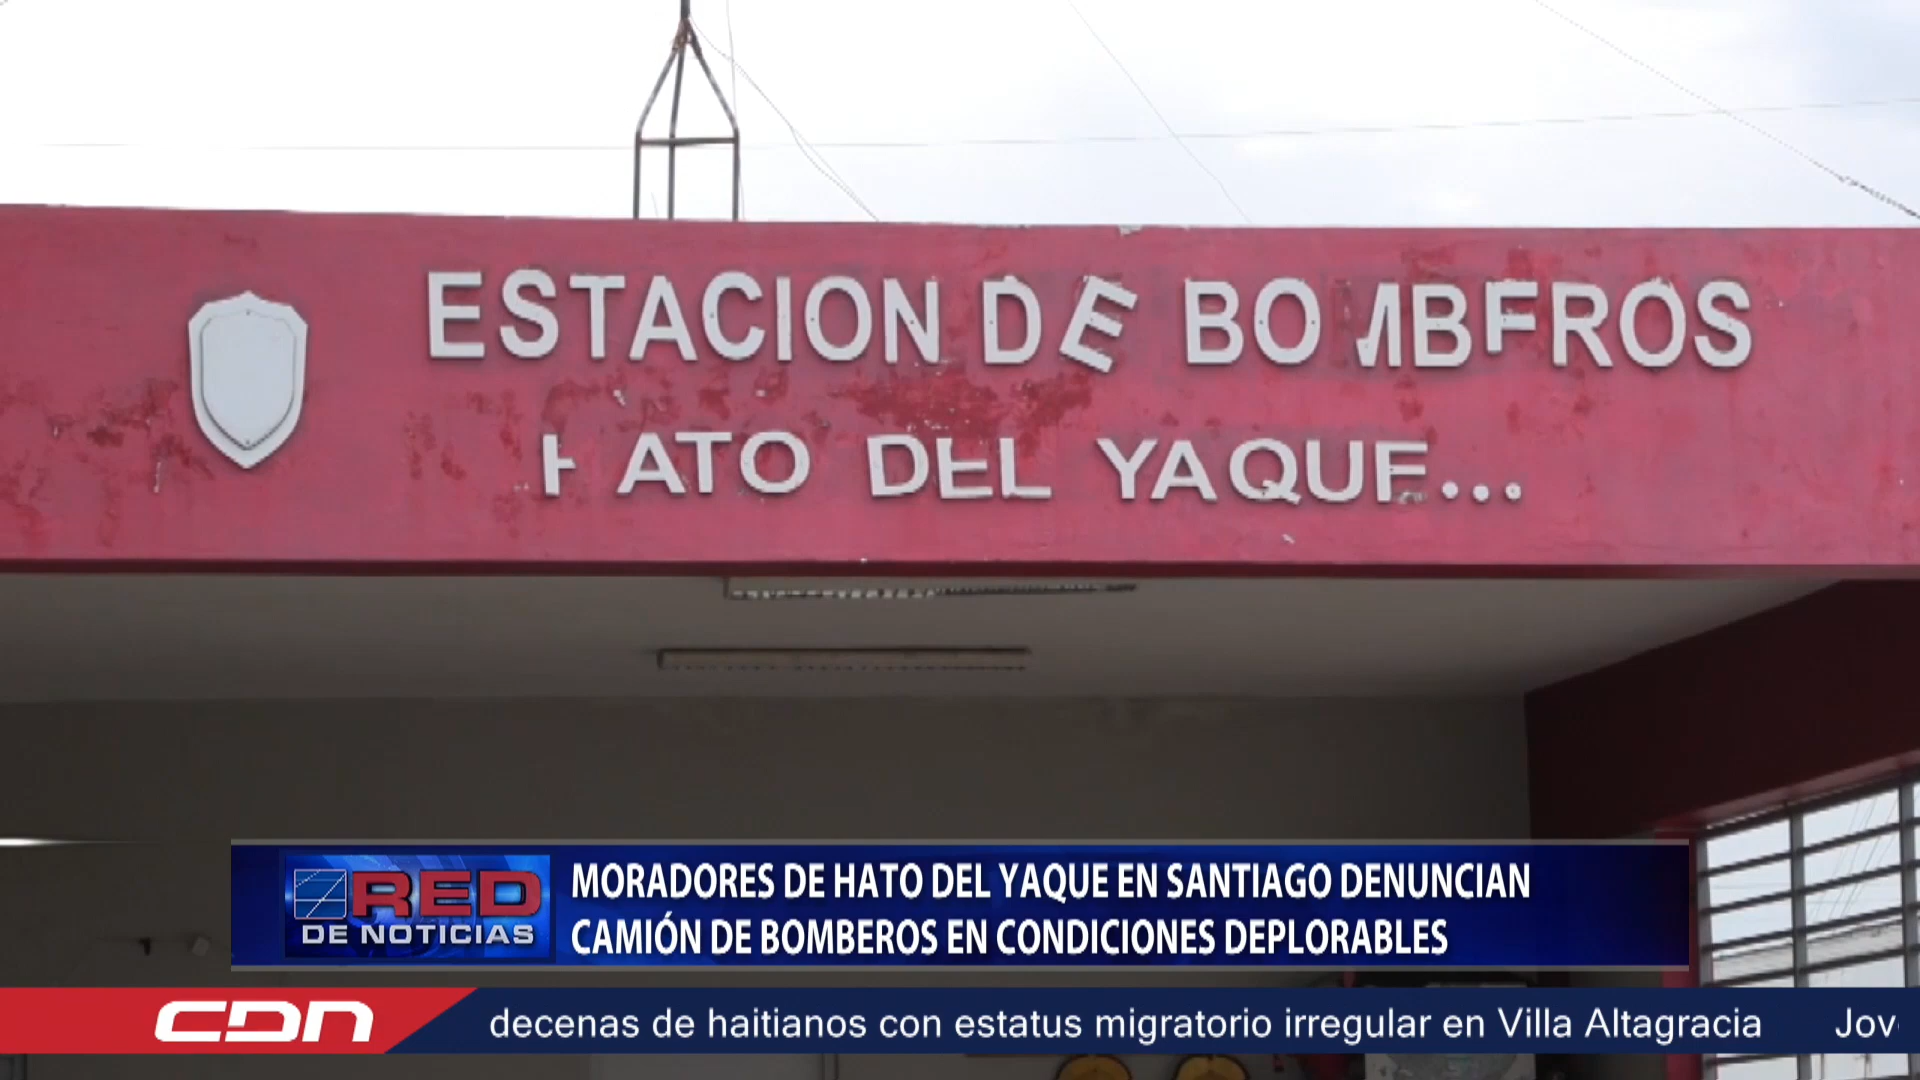 ESTACION DE BOMBEROS
HATO DEL YAQUE...
RED
DE NOTICIAS
MORADORES DE HATO DEL YAQUE EN SANTIAGO DENUNCIAN
CAMIÓN DE BOMBEROS EN CONDICIONES DEPLORABLES
CDN
decenas de haitianos con estatus migratorio irregular en Villa Altagracia